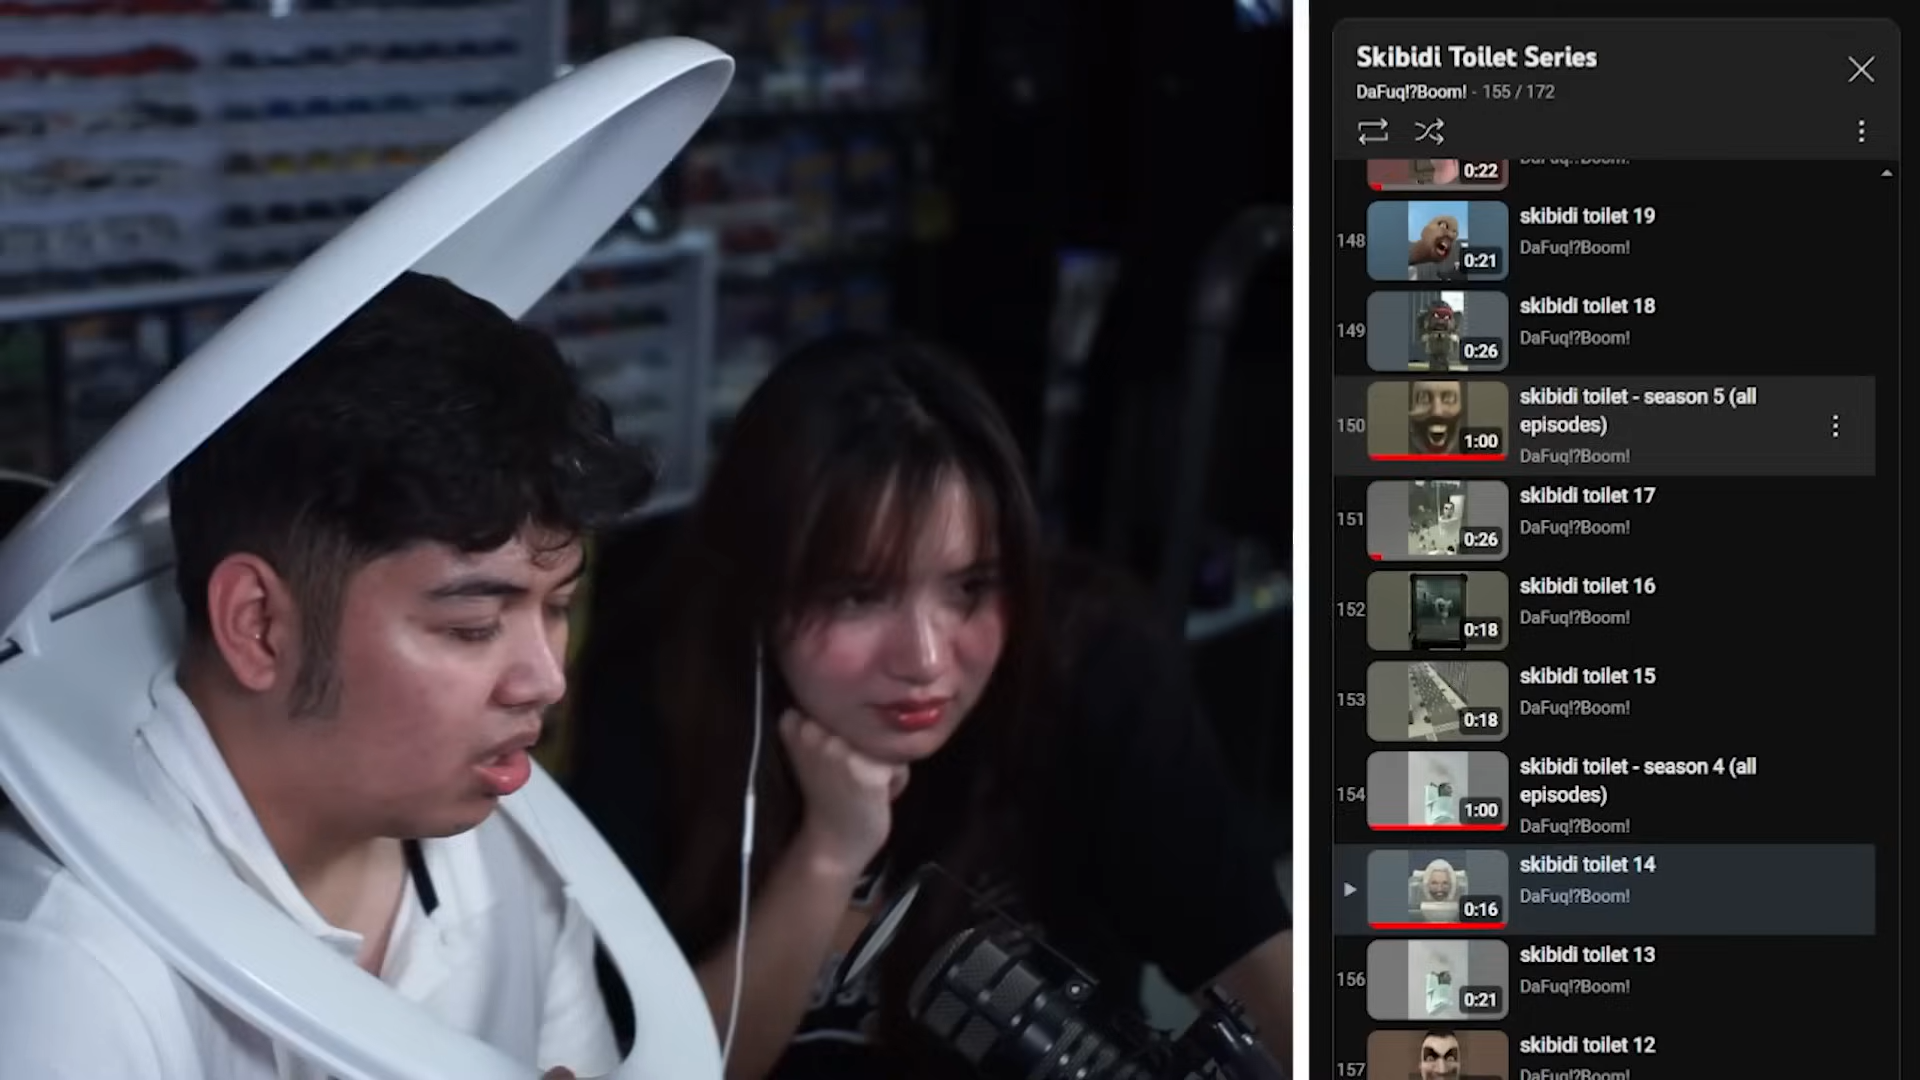 Skibidi Toilet Series
DaFuq!?Boom! - 155 / 172
DaFuq!?Boom!
0:22
148
skibidi toilet 19
DaFuq!?Boom!
0:21
149
skibidi toilet 18
DaFuq!?Boom!
0:26
150
skibidi toilet - season 5 (all
episodes)
DaFuq!?Boom!
1:00
151
skibidi toilet 17
DaFuq!?Boom!
0:26
152
skibidi toilet 16
DaFuq!?Boom!
0:18
153
skibidi toilet 15
DaFuq!?Boom!
0:18
154
skibidi toilet - season 4 (all
episodes)
DaFuq!?Boom!
1:00
skibidi toilet 14
DaFuq!?Boom!
0:16
156
skibidi toilet 13
DaFuq!?Boom!
0:21
157
skibidi toilet 12
DaFuq!?Boom!